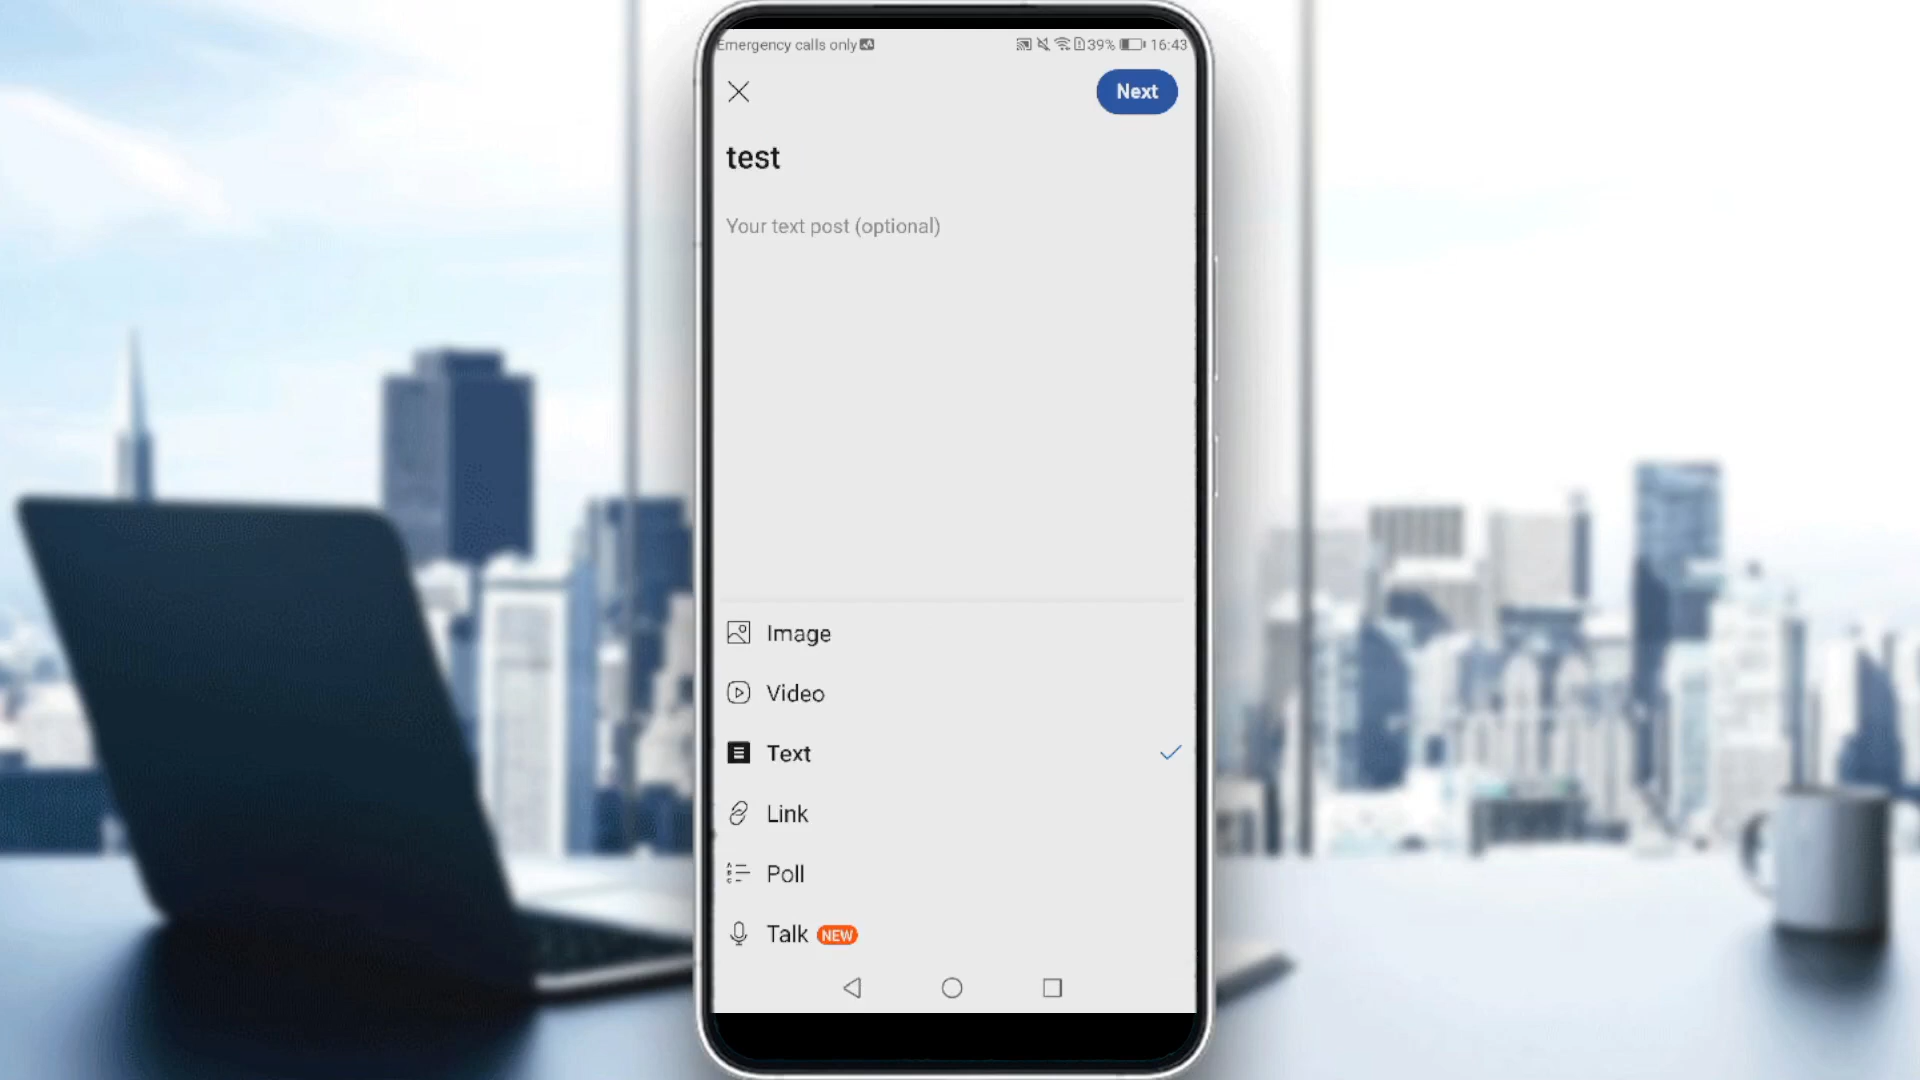 Emergency calls only
39% 16:43
Next
test
Your text post (optional)
Image
Video
Text
Link
Poll
Talk NEW